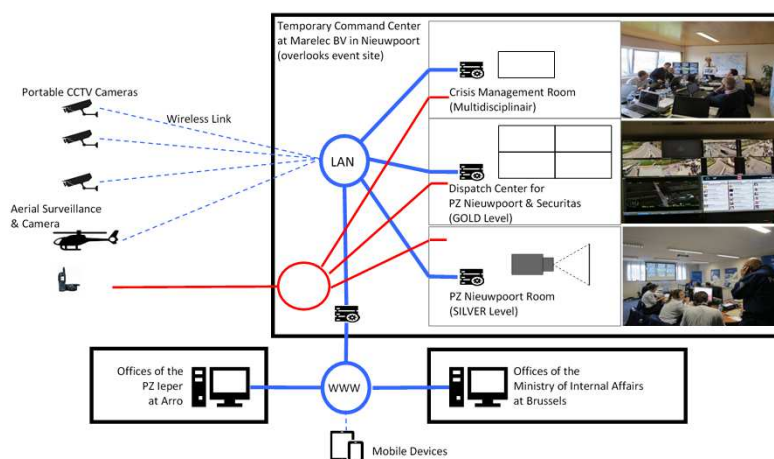 Temporary Command Center
at Marelec BV in Nieuwpoort
(overlooks event site)
Portable CCTV Cameras
Wireless Link
Crisis Management Room
(Multidisciplinair)
LAN
Dispatch Center for
PZ Nieuwpoort & Securitas
(GOLD Level)
Aerial Surveillance
& Camera
PZ Nieuwpoort Room
(SILVER Level)
Offices of the
PZ Ieper
at Arro
WWW
Offices of the
Ministry of Internal Affairs
at Brussels
Mobile Devices